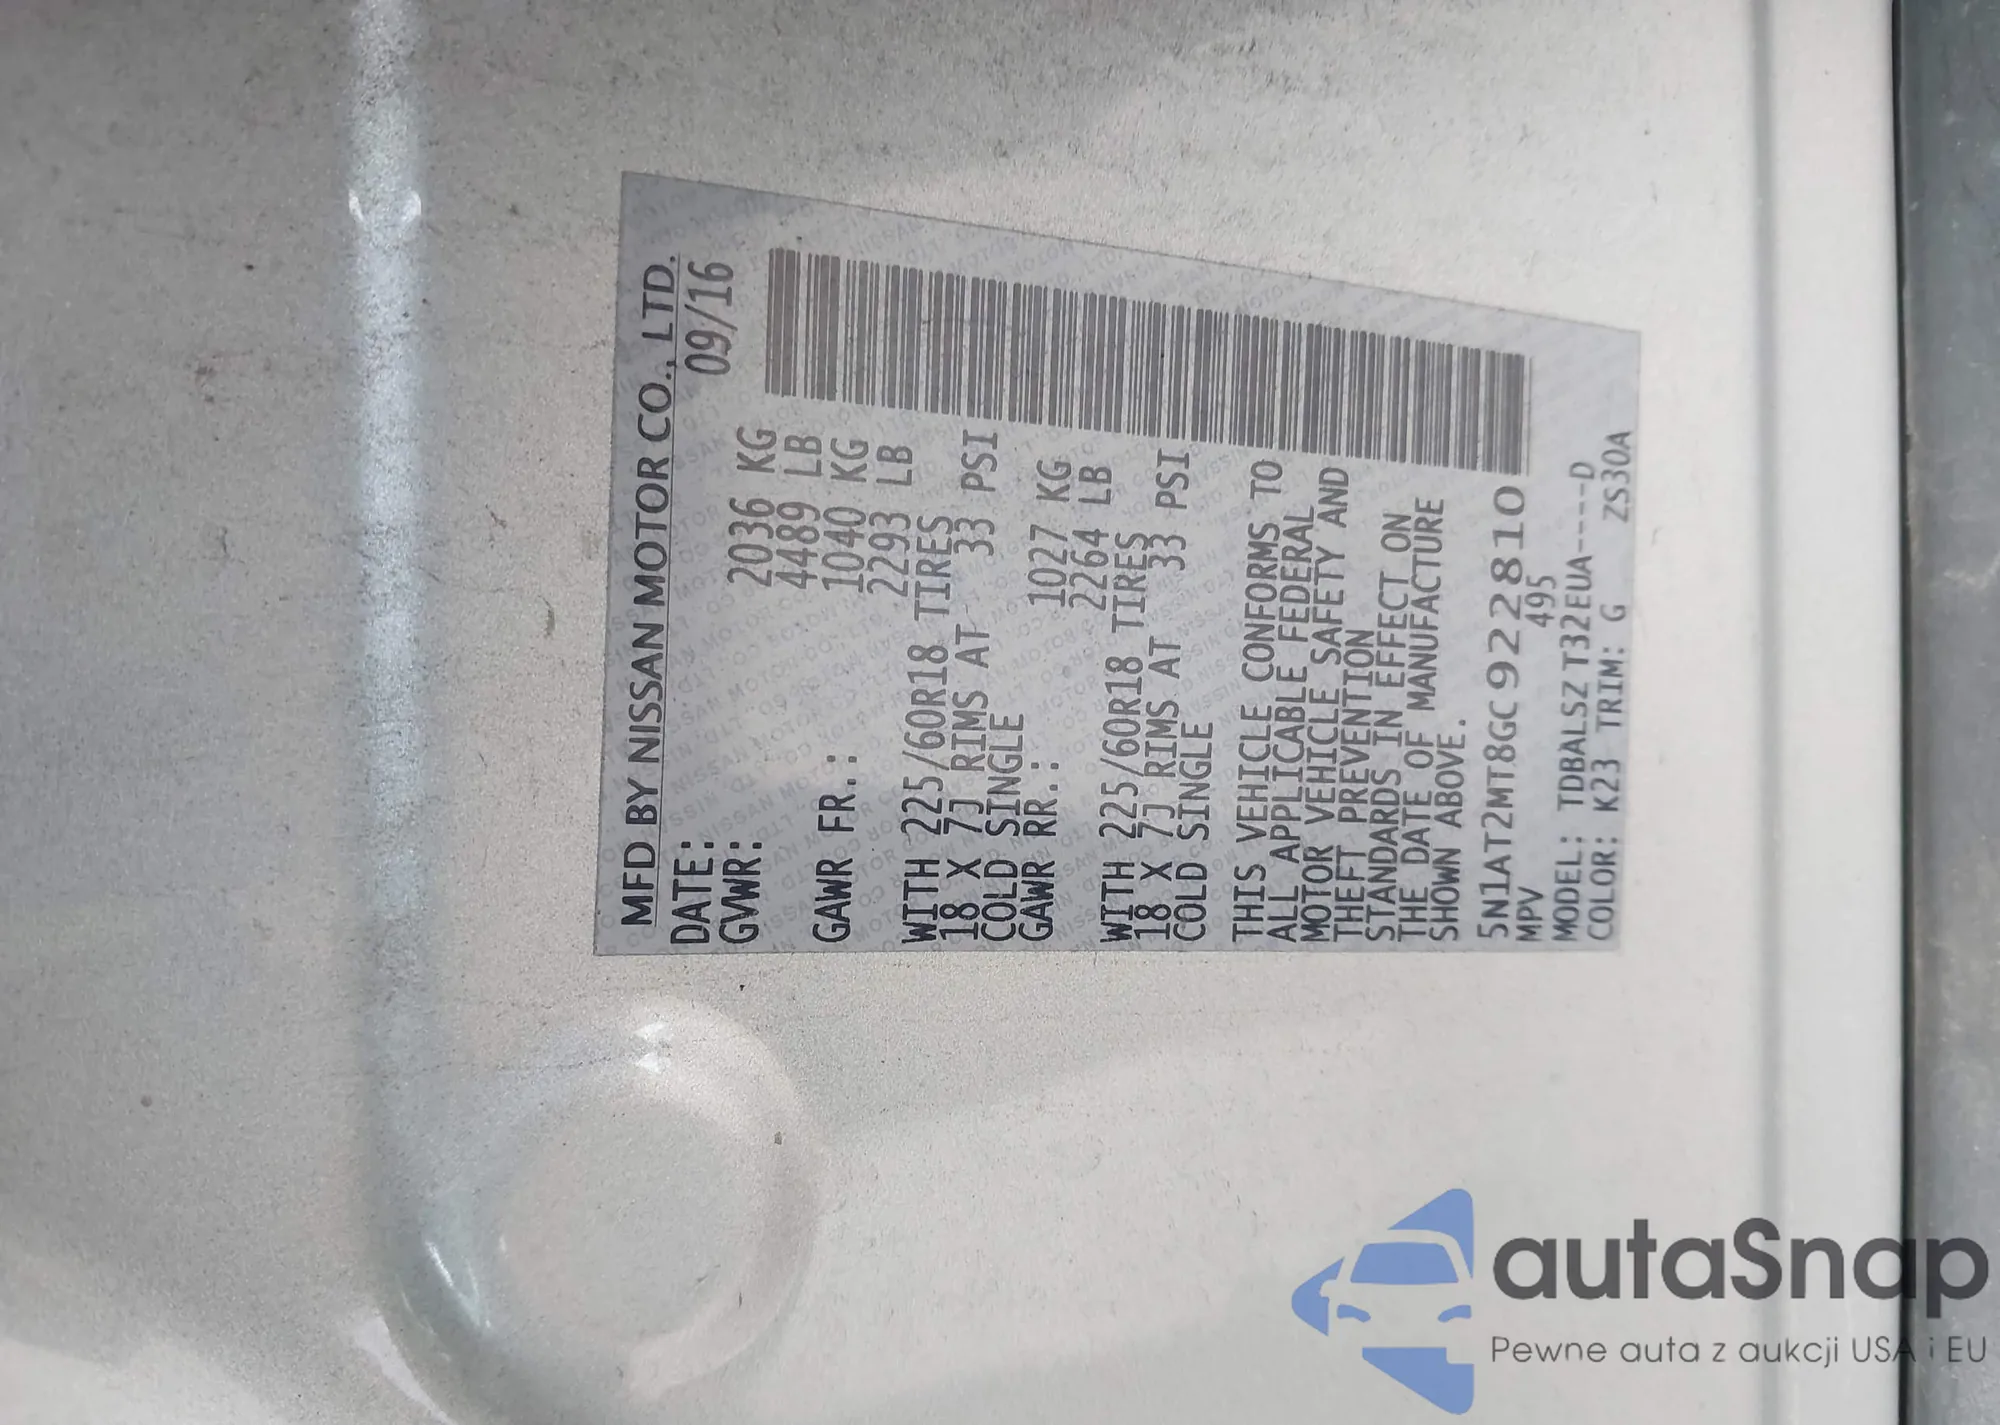 MFD BY NISSAN MOTOR CO., LTD.
DATE: 09/16
GVWR: 2036 KG
4489 LB
GAWR FR.: 1040 KG
2293 LB
WITH 225/60R18 TIRES
18 X 7J RIMS AT 33 PSI
COLD SINGLE
GAWR RR.: 1027 KG
2264 LB
WITH 225/60R18 TIRES
18 X 7J RIMS AT 33 PSI
COLD SINGLE
THIS VEHICLE CONFORMS TO
ALL APPLICABLE FEDERAL
MOTOR VEHICLE SAFETY AND
THEFT PREVENTION
STANDARDS IN EFFECT ON
THE DATE OF MANUFACTURE
SHOWN ABOVE.
5N1AT2MT8GC922810
MPV 495
MODEL: TDBALSZ T32EUA----D
COLOR: K23 TRIM: G ZS30A
autaSnap
Pewne auta z aukcji USA i EU